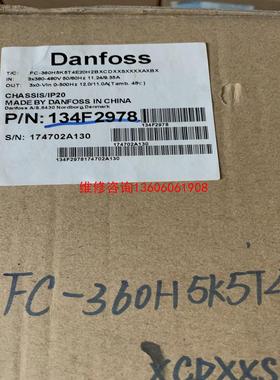 Danfoss
T/C: FC-360H5K5T4E20H2BXCDXXSXXXXAXBX
IN: 3x380-480V 50/60Hz 11.24/9.35A
OUT: 3x0-Vin 0-500Hz 12.0/11.0A(Tamb. 45c)
CHASSIS/IP20
MADE BY DANFOSS IN CHINA
Danfoss A/S,6430 Nordborg,Denmark
P/N: 134F2978
134F2978
S/N: 174702A130
174702A130
134F2978174702A130
维修咨询13606061908
FC-360H5K5T4
XCDXXS